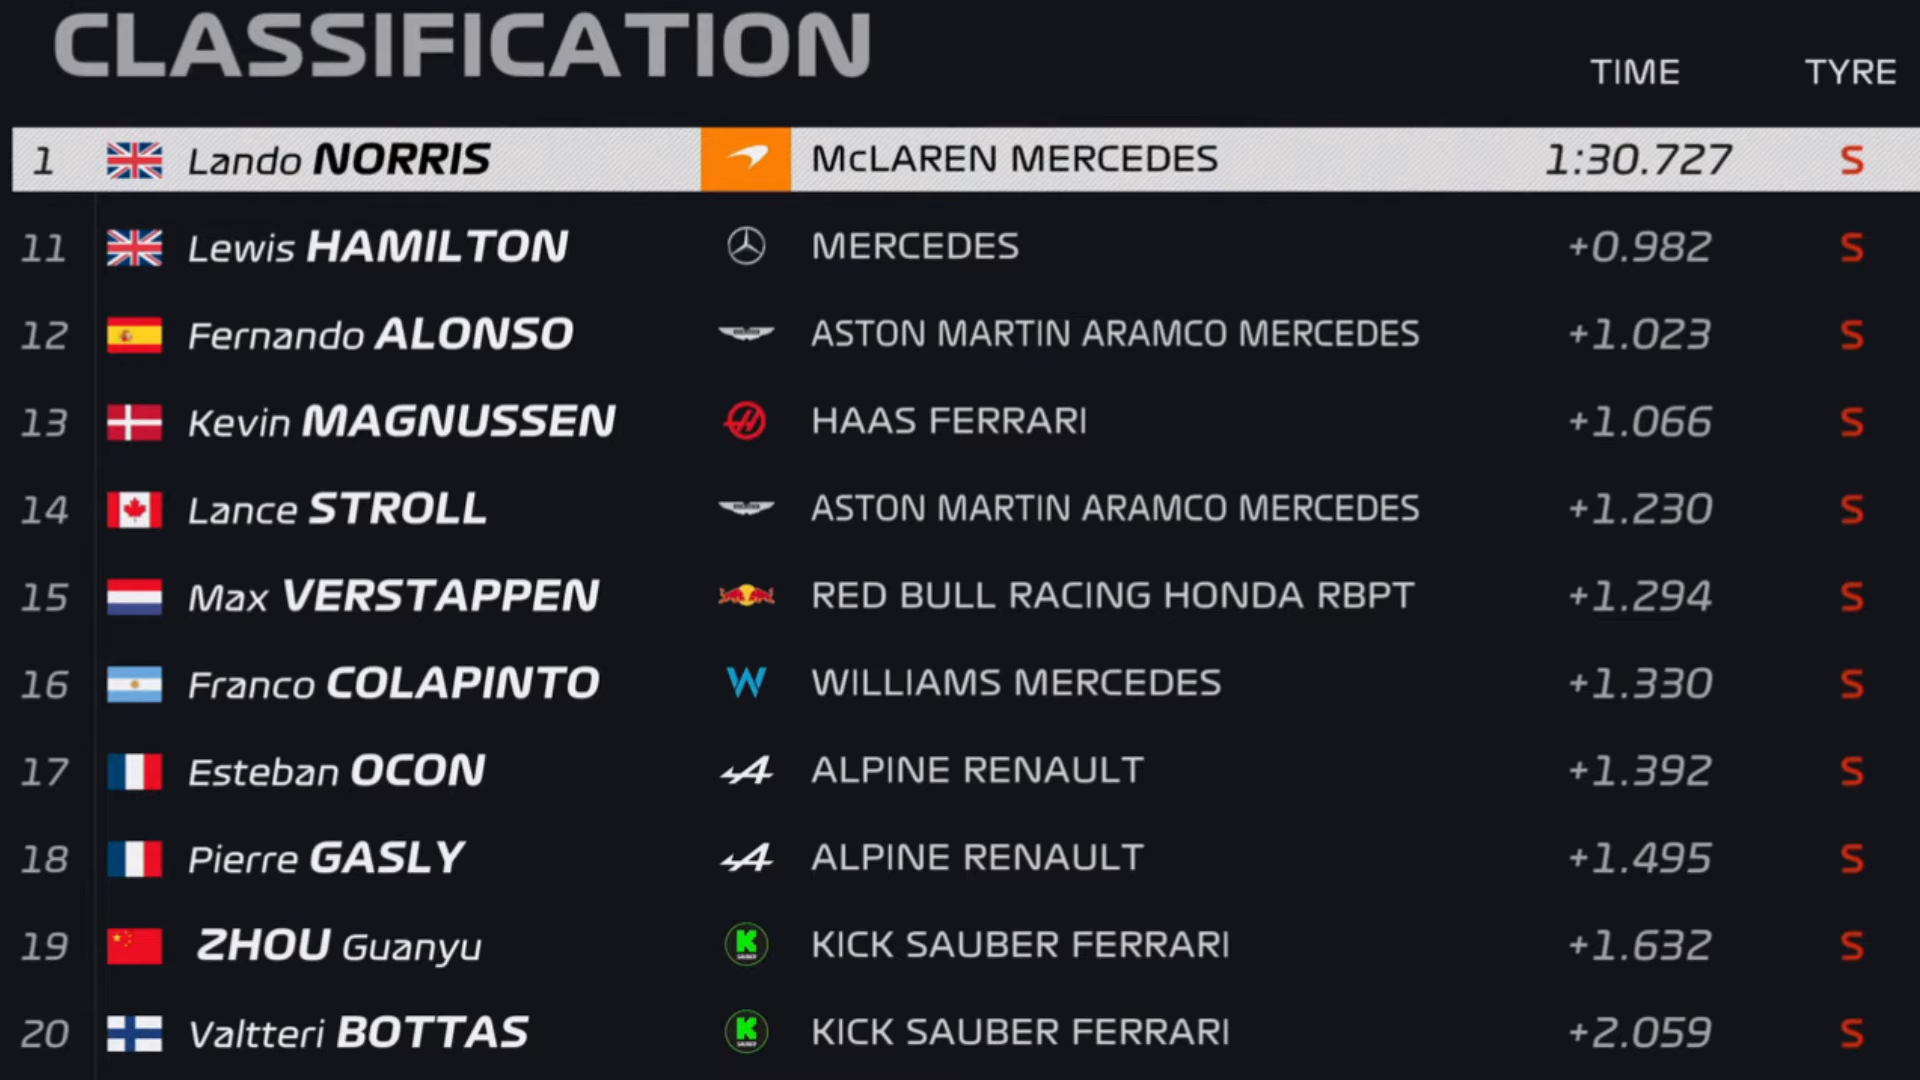 CLASSIFICATION
TIME TYRE
1 Lando NORRIS McLAREN MERCEDES 1:30.727 S
11 Lewis HAMILTON MERCEDES +0.982 S
12 Fernando ALONSO ASTON MARTIN ARAMCO MERCEDES +1.023 S
13 Kevin MAGNUSSEN HAAS FERRARI +1.066 S
14 Lance STROLL ASTON MARTIN ARAMCO MERCEDES +1.230 S
15 Max VERSTAPPEN RED BULL RACING HONDA RBPT +1.294 S
16 Franco COLAPINTO WILLIAMS MERCEDES +1.330 S
17 Esteban OCON ALPINE RENAULT +1.392 S
18 Pierre GASLY ALPINE RENAULT +1.495 S
19 ZHOU Guanyu K SAUBER KICK SAUBER FERRARI +1.632 S
20 Valtteri BOTTAS K SAUBER KICK SAUBER FERRARI +2.059 S